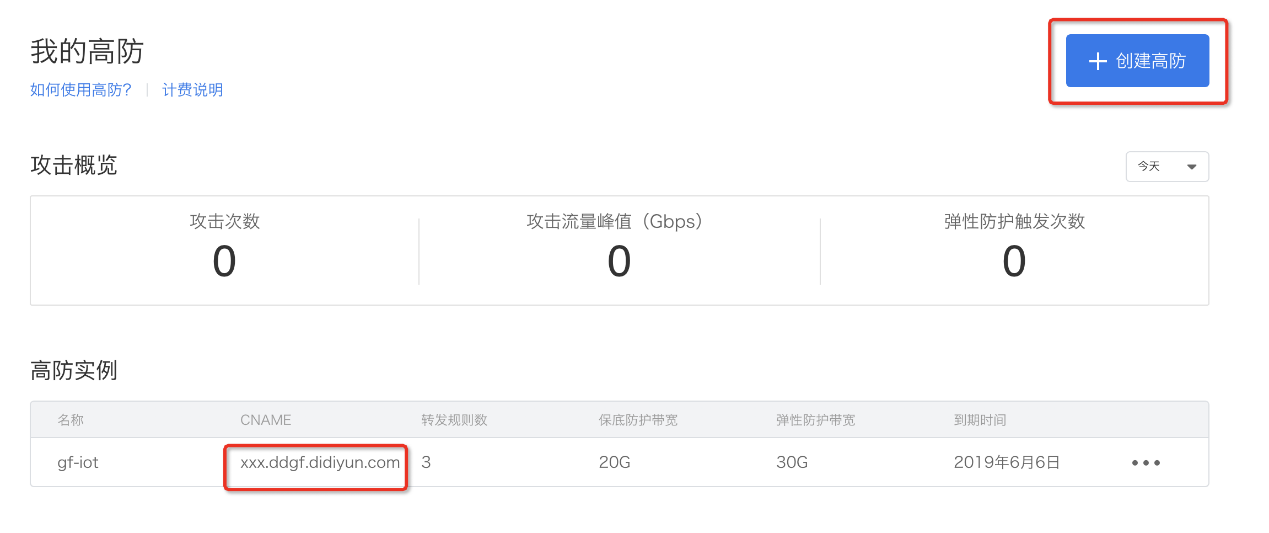 我的高防
创建高防
如何使用高防? 计费说明
攻击概览
今天
攻击次数 攻击流量峰值（Gbps） 弹性防护触发次数
0 0 0
高防实例
名称 CNAME 转发规则数 保底防护带宽 弹性防护带宽 到期时间
gf-iot xxx.ddgf.didiyun.com 3 20G 30G 2019年6月6日